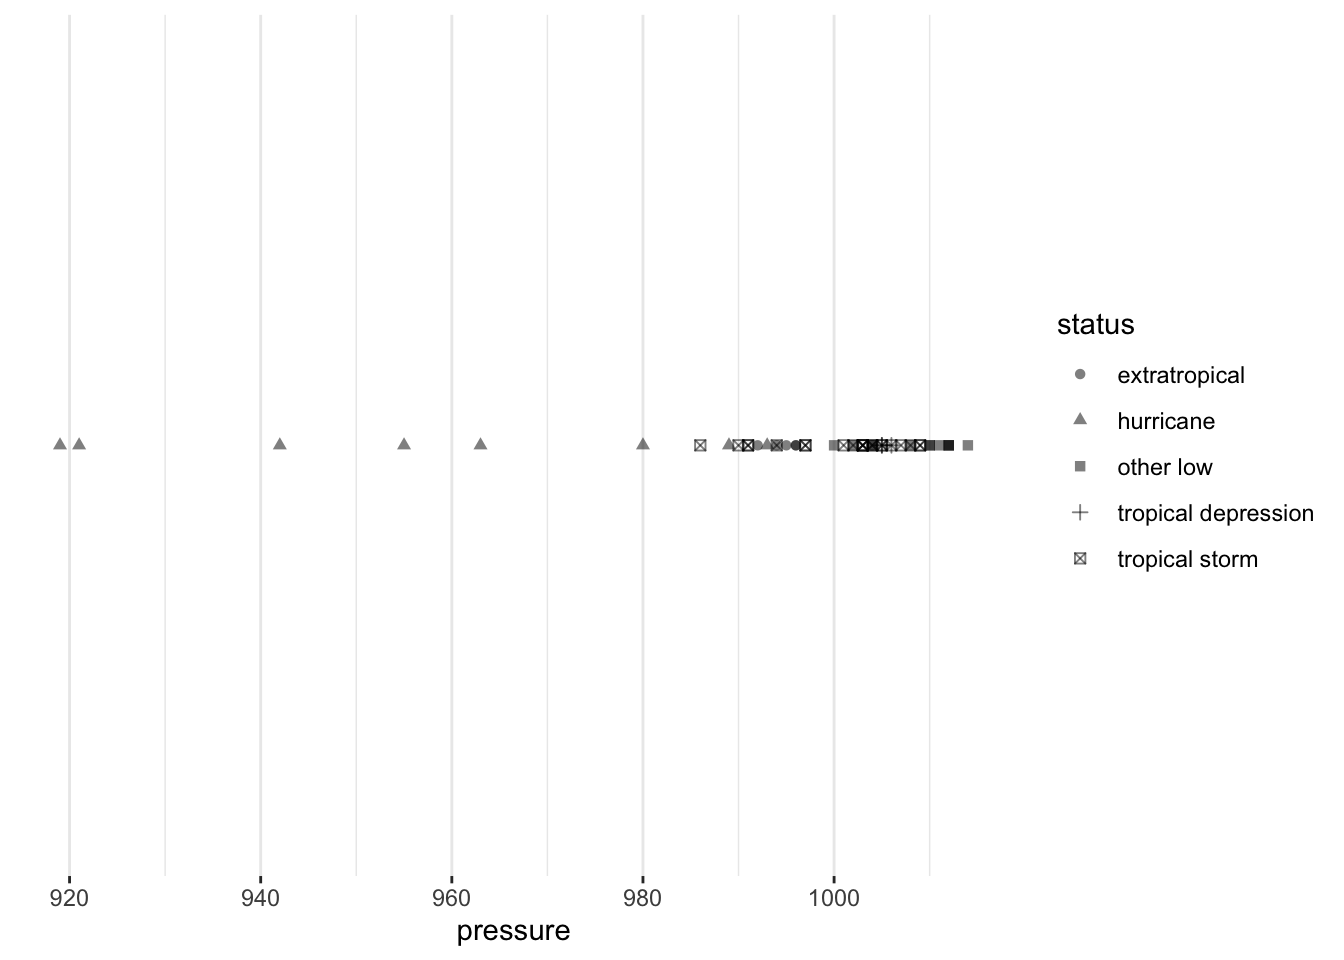 status
extratropical
hurricane
other low
tropical depression
tropical storm
920 940 960 980 1000
pressure